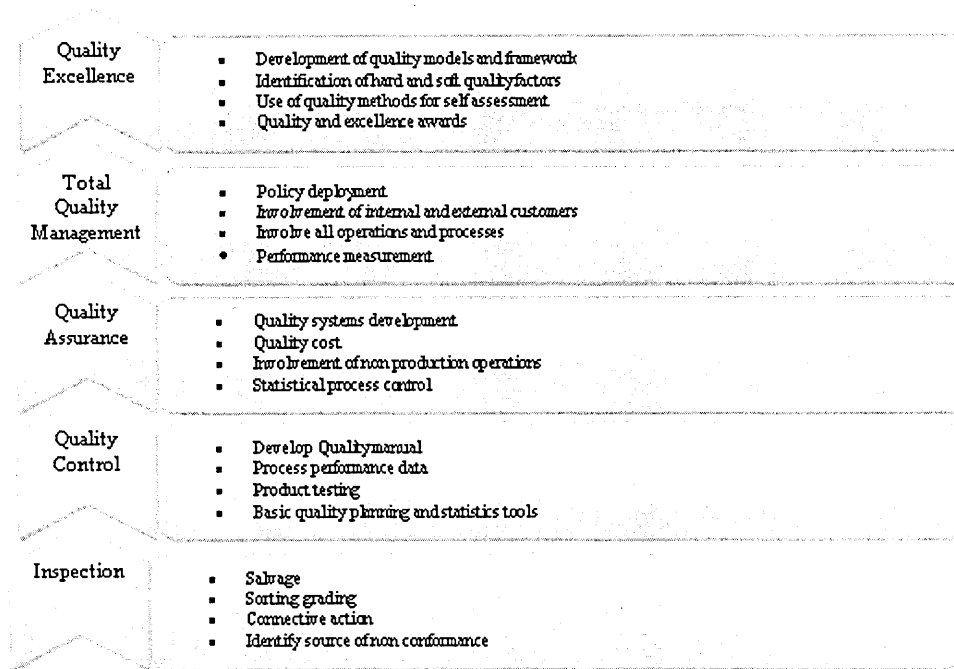 Quality
Excellence
Development of quality models and framework
Identification of hard and soft quality factors
Use of quality methods for self assessment
Quality and excellence awards
Total
Quality
Management
Policy deployment
Involvement of internal and external customers
Involve all operations and processes
Performance measurement
Quality
Assurance
Quality systems development
Quality cost
Involvement of non production operations
Statistical process control
Quality
Control
Develop Quality manual
Process performance data
Product testing
Basic quality planning and statistics tools
Inspection
Salvage
Sorting grading
Connective action
Identify source of non conformance